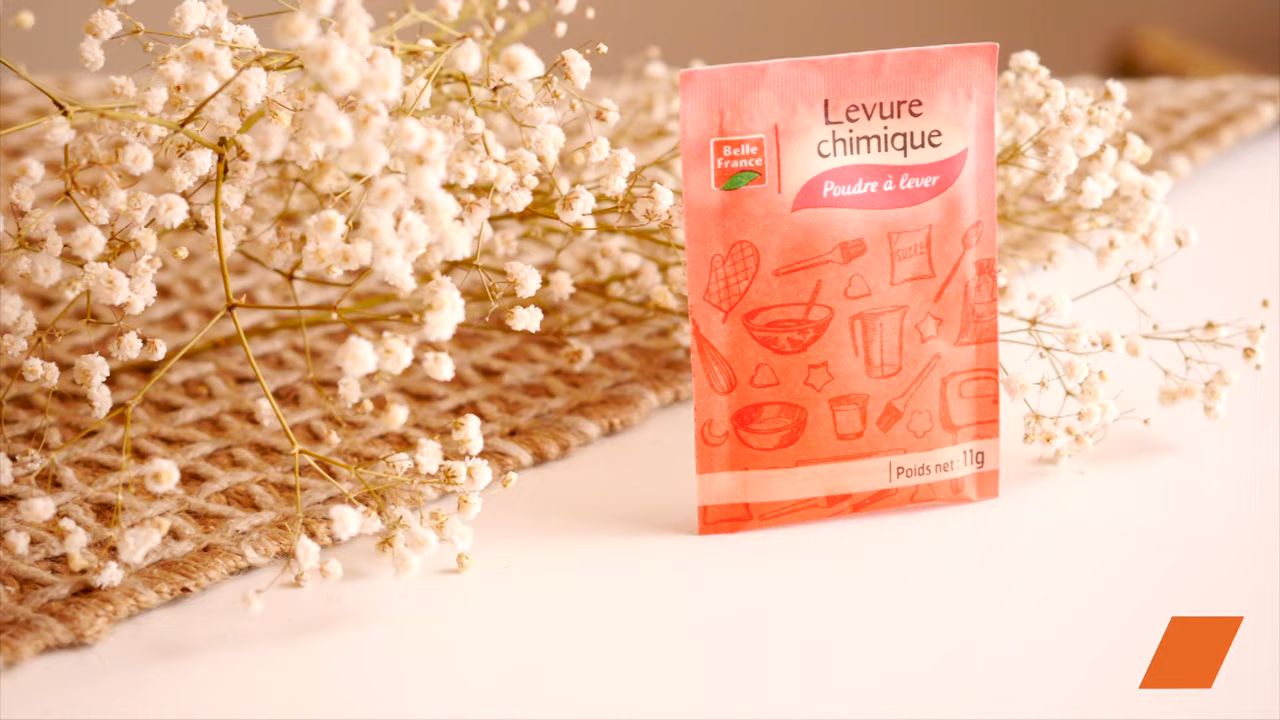 Levure
chimique
Belle
France
Poudre à lever
SUCRE
Poids net : 11g